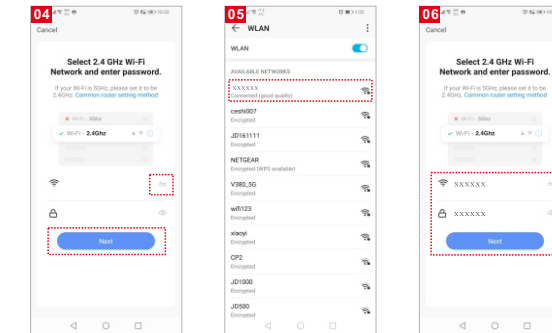 04
Cancel
Select 2.4 GHz Wi-Fi
Network and enter password.
If your Wi-Fi is 5GHz, please set it to be
2.4GHz. Common router setting method
Wi-Fi - 5Ghz
Wi-Fi - 2.4Ghz
Next
05
WLAN
WLAN
AVAILABLE NETWORKS
XXXXXX
Connected (good quality)
ceshi007
Encrypted
JD161111
Encrypted
NETGEAR
Encrypted (WPS available)
V380_5G
Encrypted
wifi123
Encrypted
xiaoyi
Encrypted
CP2
Encrypted
JD1800
Encrypted
JD580
Encrypted
06
Cancel
Select 2.4 GHz Wi-Fi
Network and enter password.
If your Wi-Fi is 5GHz, please set it to be
2.4GHz. Common router setting method
Wi-Fi - 5Ghz
Wi-Fi - 2.4Ghz
XXXXXX
XXXXXX
Next